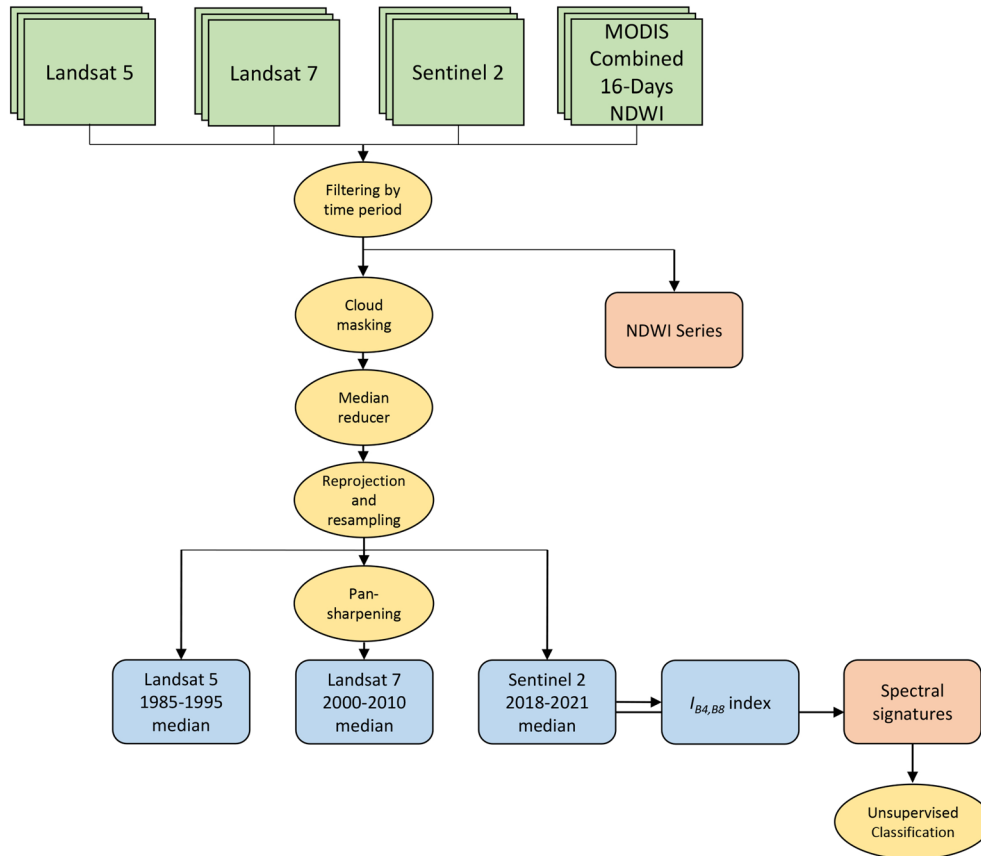 Landsat 5
Landsat 7
Sentinel 2
MODIS
Combined
16-Days
NDWI
Filtering by
time period
Cloud
masking
NDWI Series
Median
reducer
Reprojection
and
resampling
Pan-
sharpening
Landsat 5
1985-1995
median
Landsat 7
2000-2010
median
Sentinel 2
2018-2021
median
I_{B4,B8} index
Spectral
signatures
Unsupervised
Classification